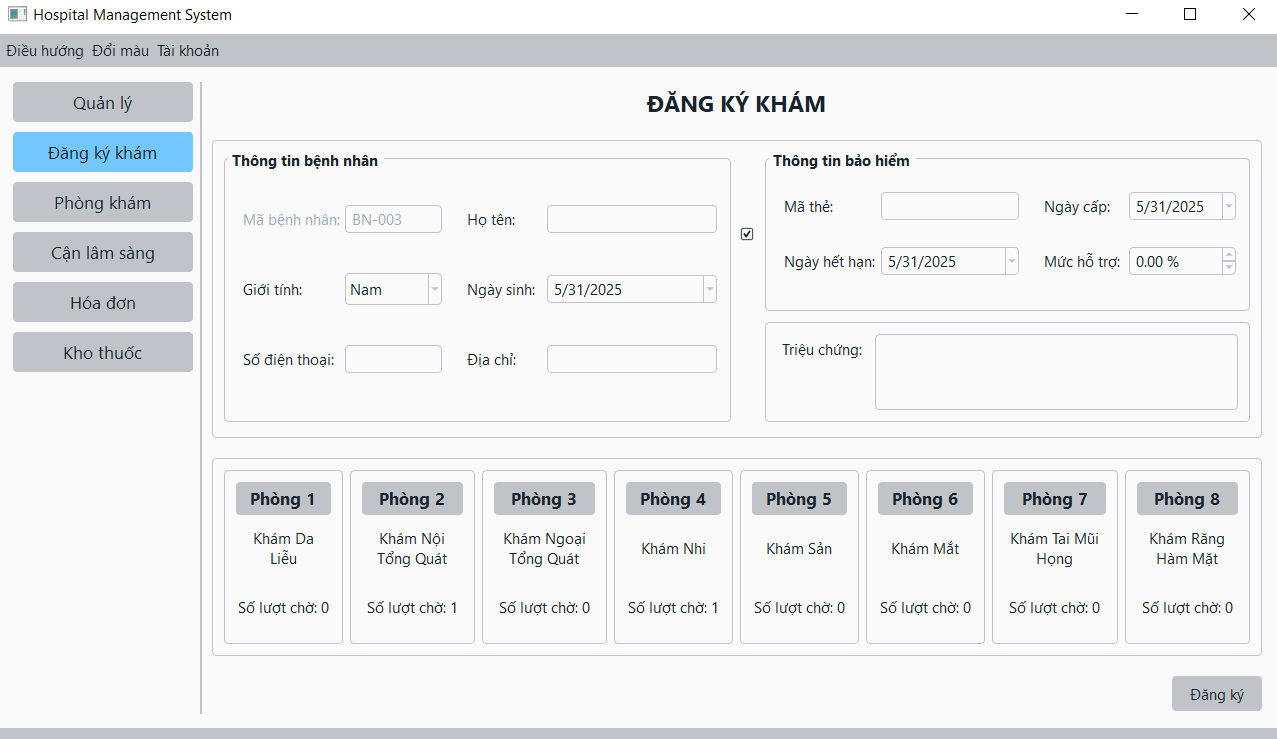 Hospital Management System
Điều hướng Đổi màu Tài khoản
Quản lý
Đăng ký khám
Phòng khám
Cận lâm sàng
Hóa đơn
Kho thuốc
ĐĂNG KÝ KHÁM
Thông tin bệnh nhân
Mã bệnh nhân: BN-003 Họ tên:
Giới tính: Nam Ngày sinh: 5/31/2025
Số điện thoại: Địa chỉ:
Thông tin bảo hiểm
Mã thẻ: Ngày cấp: 5/31/2025
Ngày hết hạn: 5/31/2025 Mức hỗ trợ: 0.00 %
Triệu chứng:
Phòng 1
Khám Da
Liễu
Số lượt chờ: 0
Phòng 2
Khám Nội
Tổng Quát
Số lượt chờ: 1
Phòng 3
Khám Ngoại
Tổng Quát
Số lượt chờ: 0
Phòng 4
Khám Nhi
Số lượt chờ: 1
Phòng 5
Khám Sản
Số lượt chờ: 0
Phòng 6
Khám Mắt
Số lượt chờ: 0
Phòng 7
Khám Tai Mũi
Họng
Số lượt chờ: 0
Phòng 8
Khám Răng
Hàm Mặt
Số lượt chờ: 0
Đăng ký